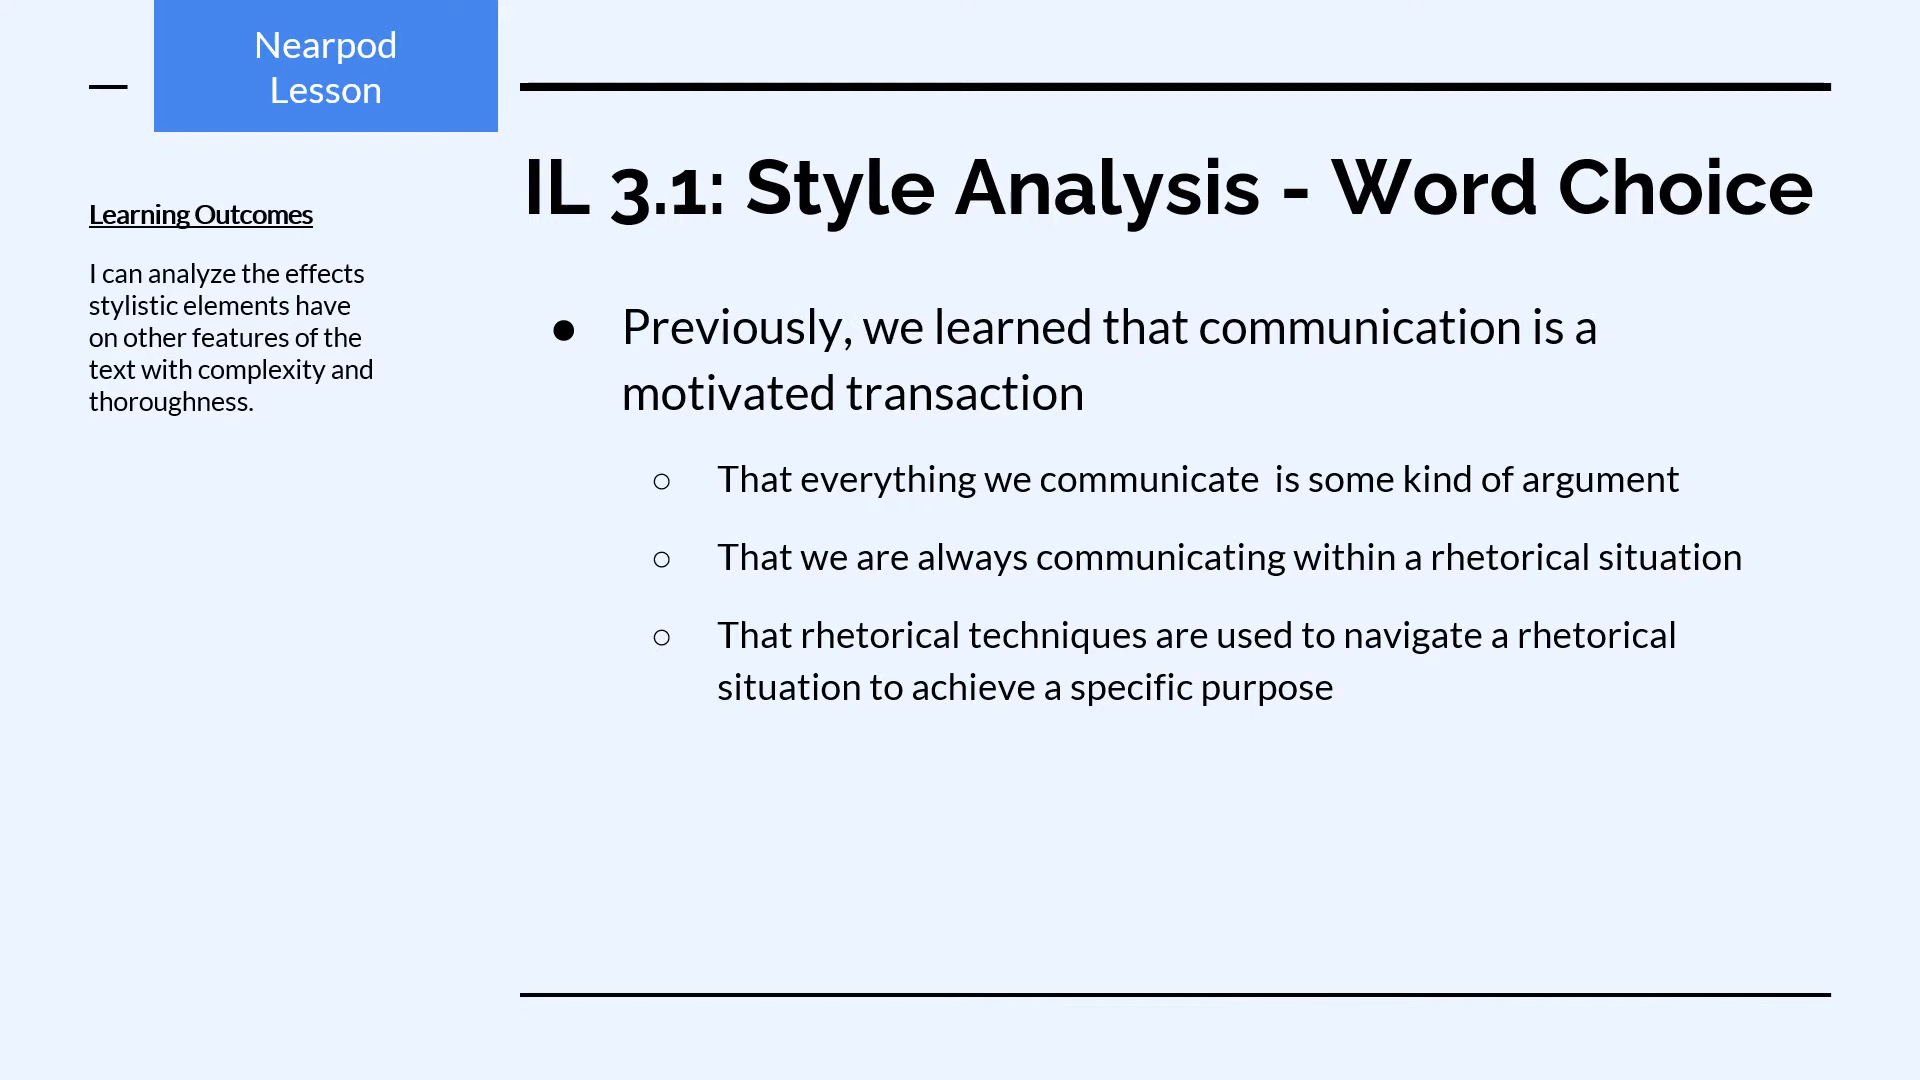 Nearpod
Lesson
Learning Outcomes
I can analyze the effects
stylistic elements have
on other features of the
text with complexity and
thoroughness.
IL 3.1: Style Analysis - Word Choice
● Previously, we learned that communication is a
motivated transaction
○ That everything we communicate  is some kind of argument
○ That we are always communicating within a rhetorical situation
○ That rhetorical techniques are used to navigate a rhetorical
situation to achieve a specific purpose